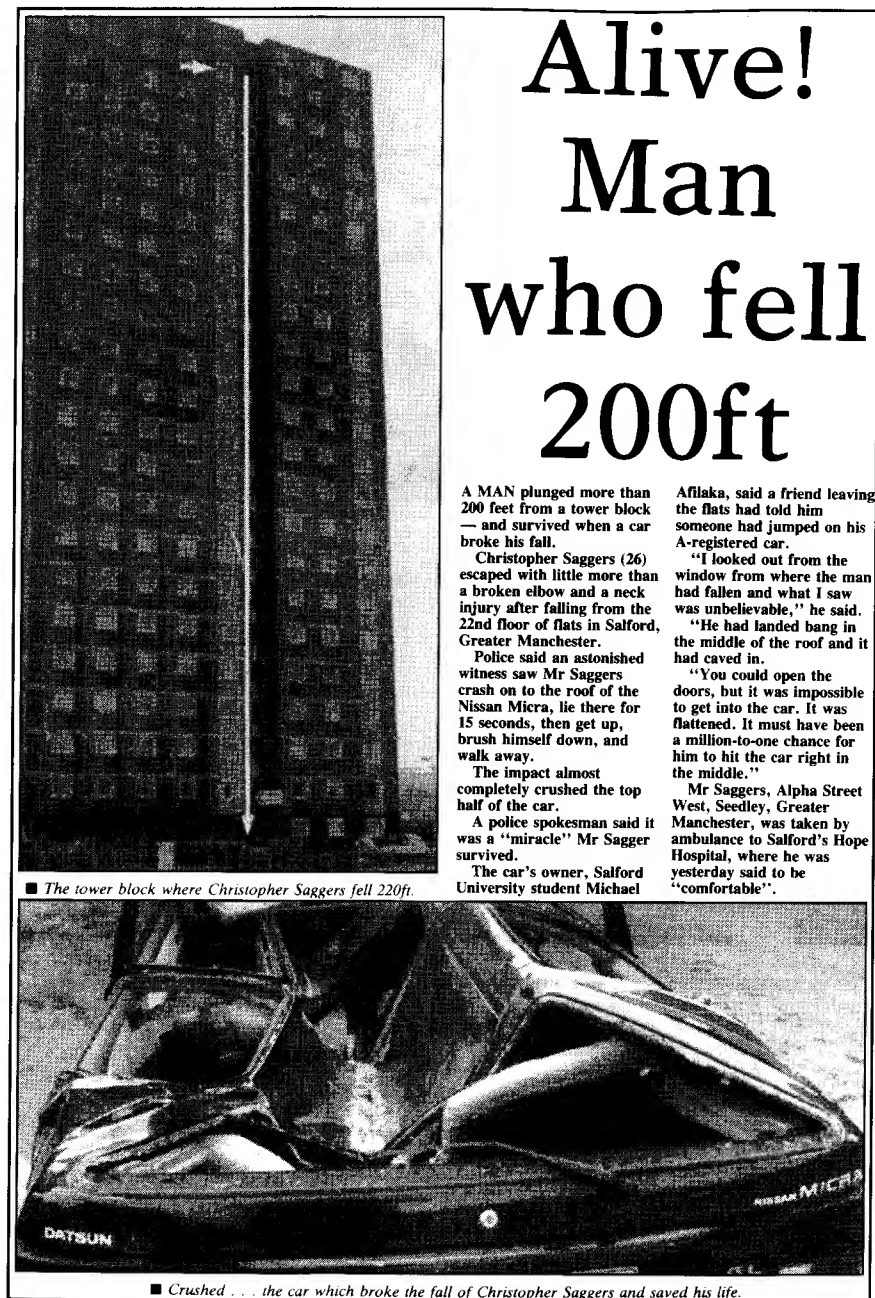 Alive!
Man
who fell
200ft
A MAN plunged more than
200 feet from a tower block
— and survived when a car
broke his fall.
Christopher Saggers (26)
escaped with little more than
a broken elbow and a neck
injury after falling from the
22nd floor of flats in Salford,
Greater Manchester.
Police said an astonished
witness saw Mr Saggers
crash on to the roof of the
Nissan Micra, lie there for
15 seconds, then get up,
brush himself down, and
walk away.
The impact almost
completely crushed the top
half of the car.
A police spokesman said it
was a “miracle” Mr Sagger
survived.
The car's owner, Salford
University student Michael
Afilaka, said a friend leaving
the flats had told him
someone had jumped on his
A-registered car.
“I looked out from the
window from where the man
had fallen and what I saw
was unbelievable,” he said.
“He had landed bang in
the middle of the roof and it
had caved in.
“You could open the
doors, but it was impossible
to get into the car. It was
flattened. It must have been
a million-to-one chance for
him to hit the car right in
the middle.”
Mr Saggers, Alpha Street
West, Seedley, Greater
Manchester, was taken by
ambulance to Salford's Hope
Hospital, where he was
yesterday said to be
“comfortable”.
■ The tower block where Christopher Saggers fell 220ft.
DATSUN
NISSAN MICRA
■ Crushed . . . the car which broke the fall of Christopher Saggers and saved his life.